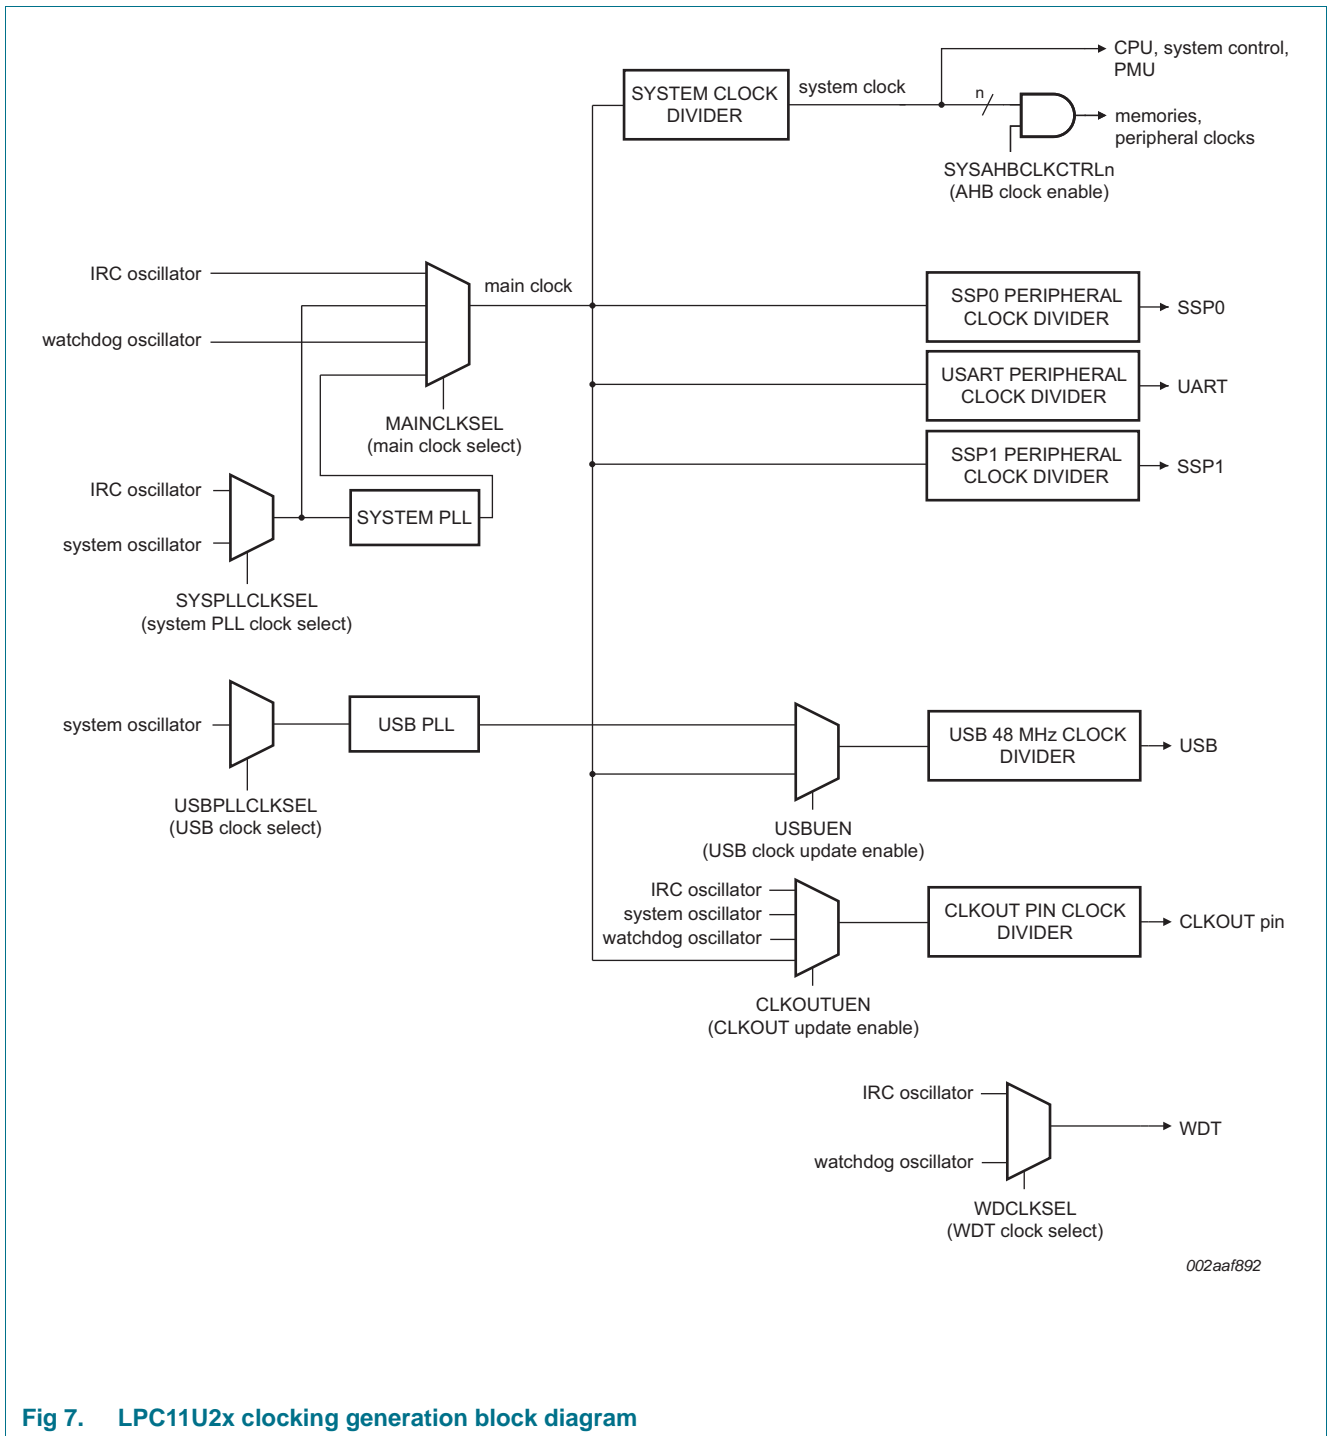 CPU, system control,
PMU
SYSTEM CLOCK
DIVIDER
system clock
n
memories,
peripheral clocks
SYSAHBCLKCTRLn
(AHB clock enable)
IRC oscillator
main clock
watchdog oscillator
MAINCLKSEL
(main clock select)
SSP0 PERIPHERAL
CLOCK DIVIDER
SSP0
USART PERIPHERAL
CLOCK DIVIDER
UART
SSP1 PERIPHERAL
CLOCK DIVIDER
SSP1
IRC oscillator
system oscillator
SYSTEM PLL
SYSPLLCLKSEL
(system PLL clock select)
system oscillator
USB PLL
USBPLLCLKSEL
(USB clock select)
USB 48 MHz CLOCK
DIVIDER
USB
USBUEN
(USB clock update enable)
IRC oscillator
system oscillator
watchdog oscillator
CLKOUT PIN CLOCK
DIVIDER
CLKOUT pin
CLKOUTUEN
(CLKOUT update enable)
IRC oscillator
watchdog oscillator
WDT
WDCLKSEL
(WDT clock select)
002aaf892
Fig 7. LPC11U2x clocking generation block diagram